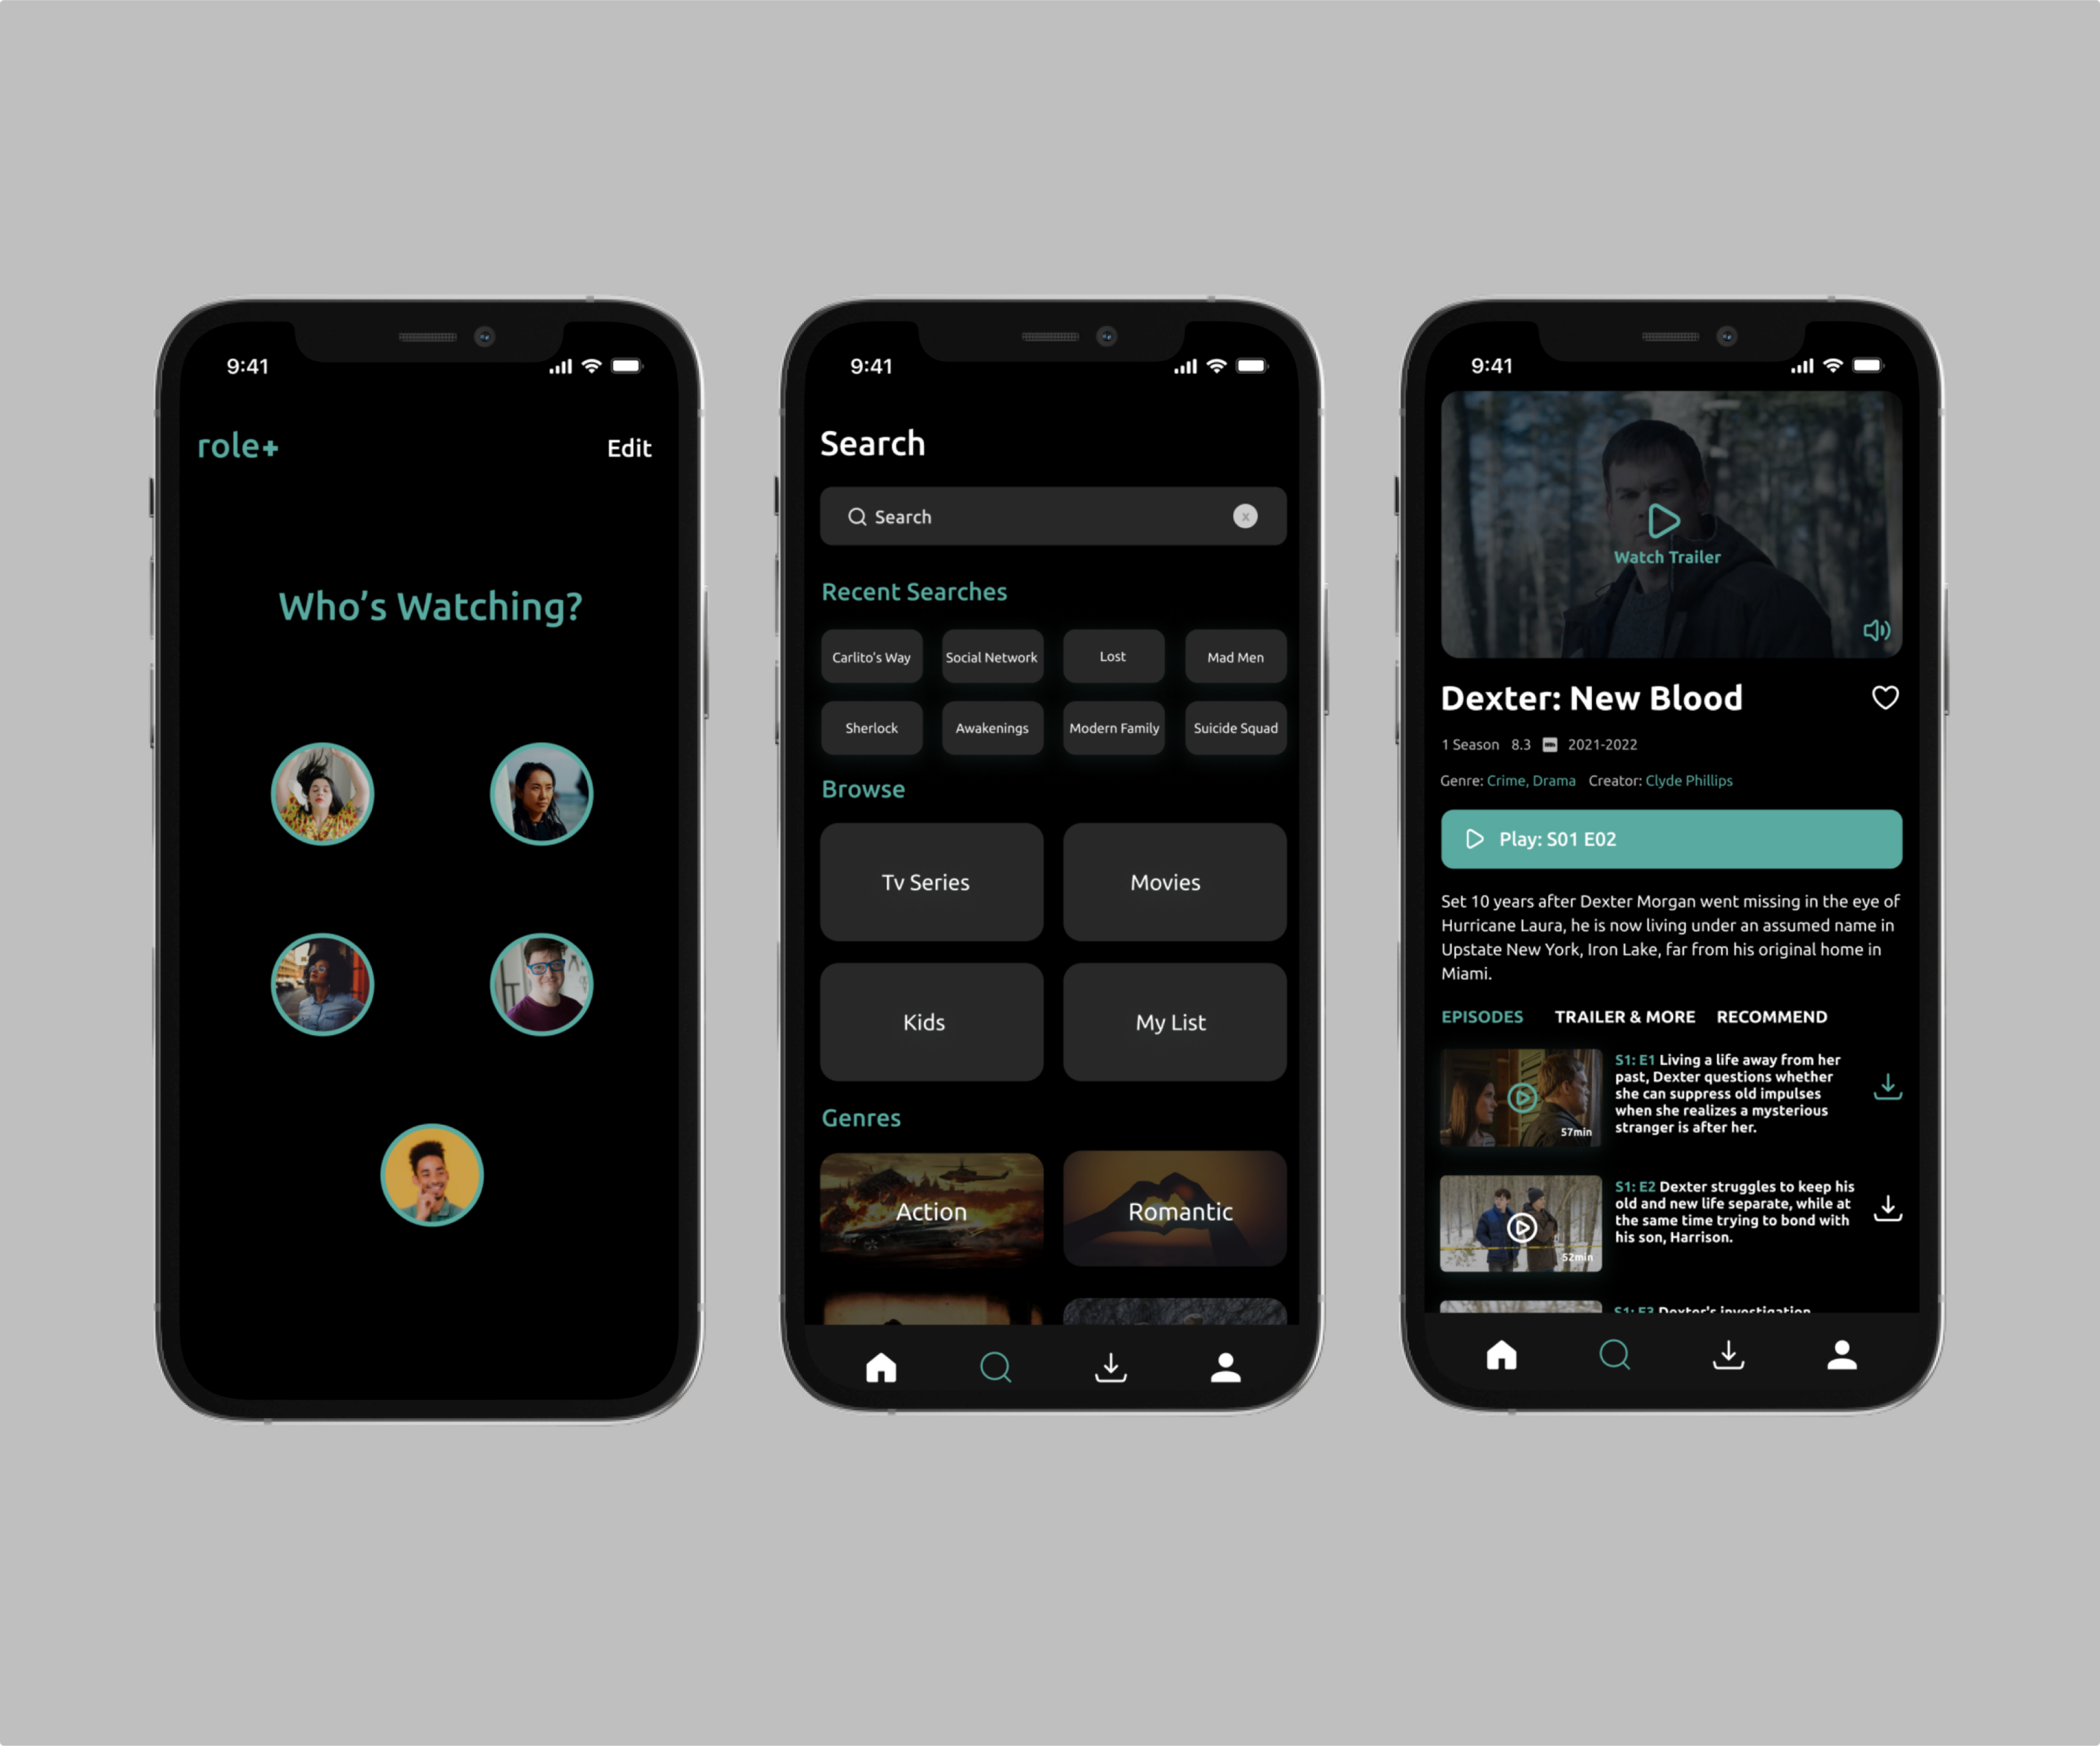 9:41
role+
Edit
Who's Watching?
9:41
Search
Search
x
Recent Searches
Carlito's Way
Social Network
Lost
Mad Men
Sherlock
Awakenings
Modern Family
Suicide Squad
Browse
Tv Series
Movies
Kids
My List
Genres
Action
Romantic
9:41
Watch Trailer
Dexter: New Blood
1 Season 8.3 2021-2022
Genre: Crime, Drama Creator: Clyde Phillips
Play: S01 E02
Set 10 years after Dexter Morgan went missing in the eye of
Hurricane Laura, he is now living under an assumed name in
Upstate New York, Iron Lake, far from his original home in
Miami.
EPISODES TRAILER & MORE RECOMMEND
S1: E1 Living a life away from her
past, Dexter questions whether
she can suppress old impulses
when she realizes a mysterious
stranger is after her.
57min
S1: E2 Dexter struggles to keep his
old and new life separate, while at
the same time trying to bond with
his son, Harrison.
52min
S1: E3 Dexter's investigation